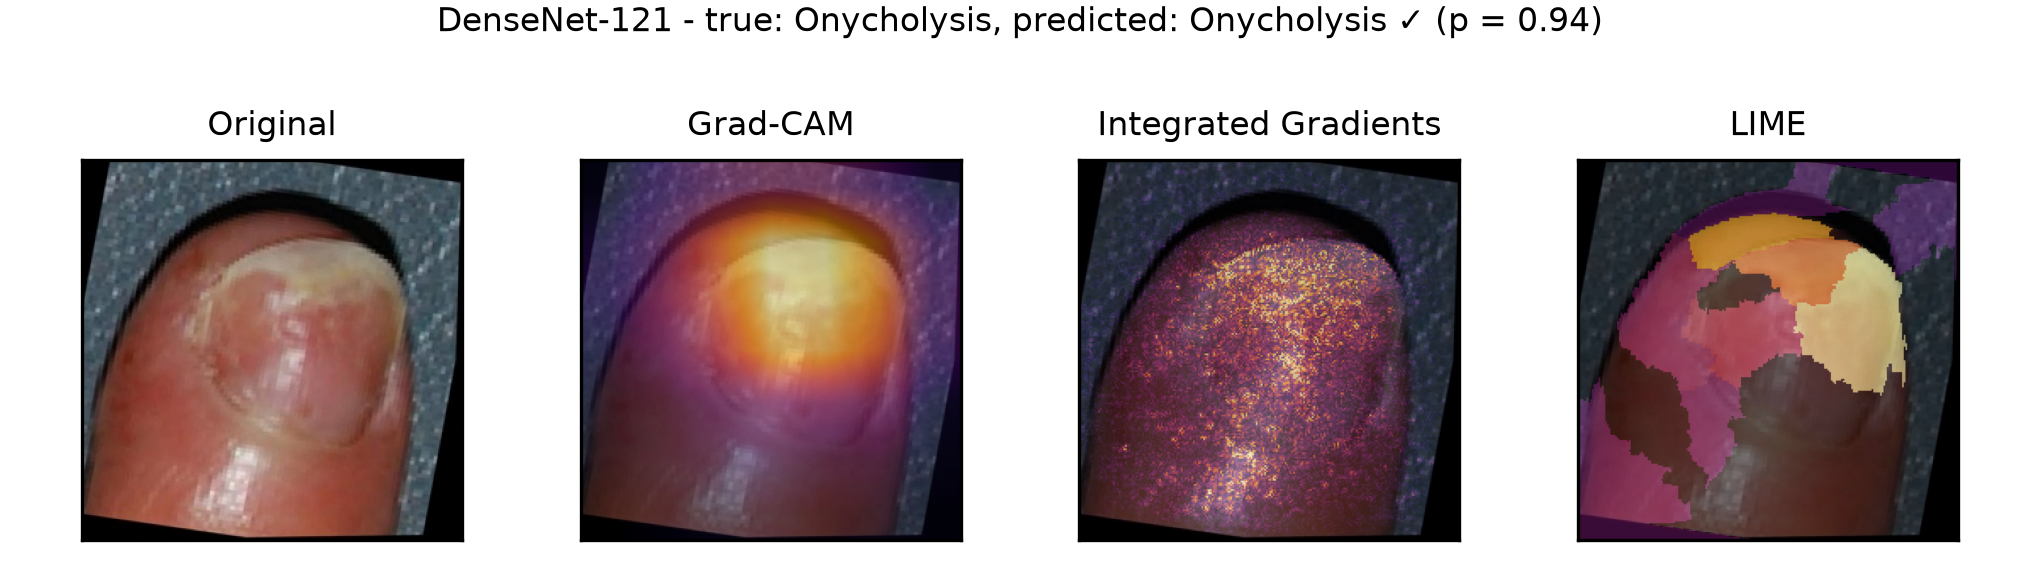 DenseNet-121 - true: Onycholysis, predicted: Onycholysis ✓ (p = 0.94)
Original
Grad-CAM
Integrated Gradients
LIME